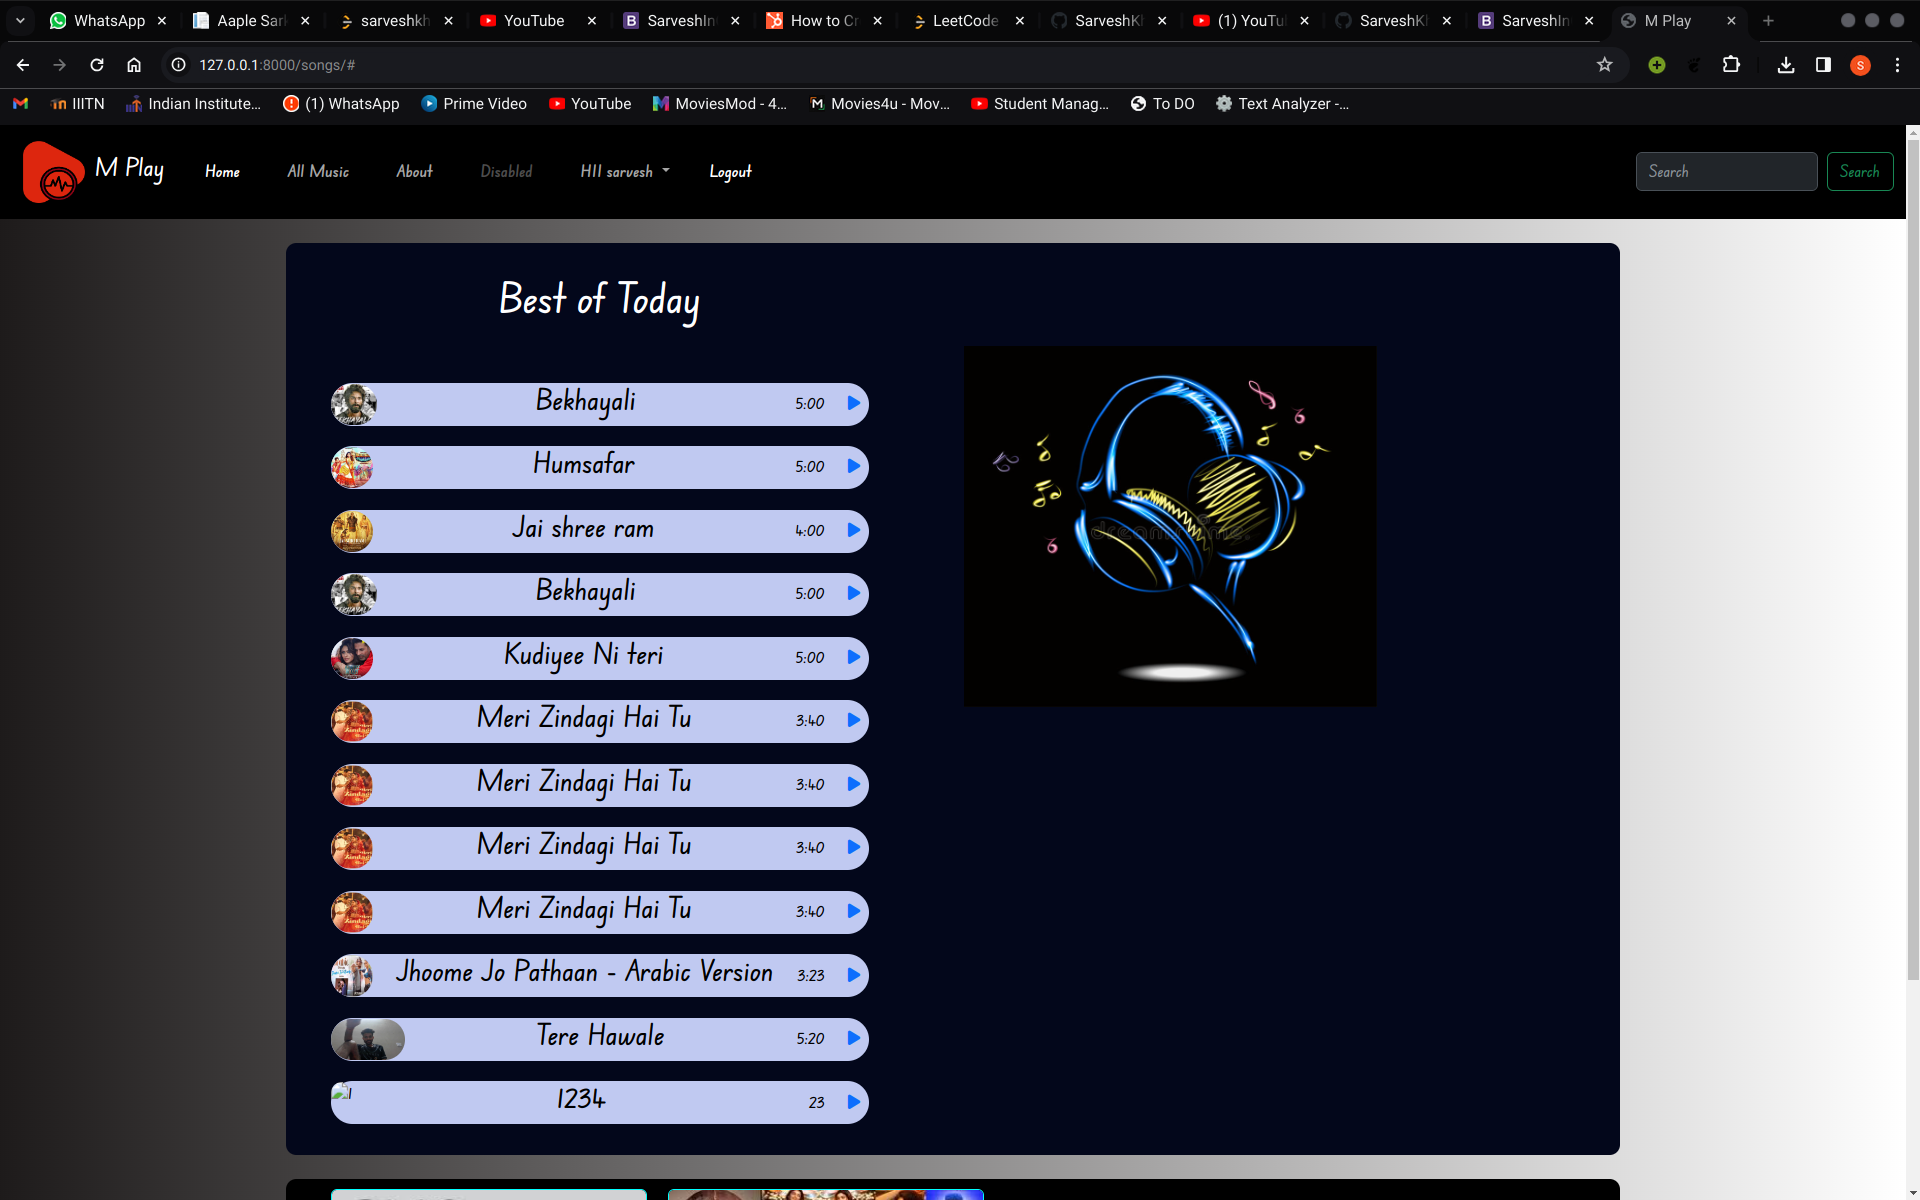 WhatsApp
Aaple Sar
sarveshkh
YouTube
SarveshIn
How to Cr
LeetCode
SarveshKh
(1) YouTu
SarveshKh
SarveshIn
M Play
127.0.0.1:8000/songs/#
S
IIITN
Indian Institute...
(1) WhatsApp
Prime Video
YouTube
MoviesMod - 4...
Movies4u - Mov...
Student Manag...
To DO
Text Analyzer -...
M Play
Home
All Music
About
Disabled
HII sarvesh
Logout
Search
Search
Best of Today
Bekhayali 5:00
Humsafar 5:00
Jai shree ram 4:00
Bekhayali 5:00
Kudiyee Ni teri 5:00
Meri Zindagi Hai Tu 3:40
Meri Zindagi Hai Tu 3:40
Meri Zindagi Hai Tu 3:40
Meri Zindagi Hai Tu 3:40
Jhoome Jo Pathaan - Arabic Version 3:23
Tere Hawale 5:20
1234 23